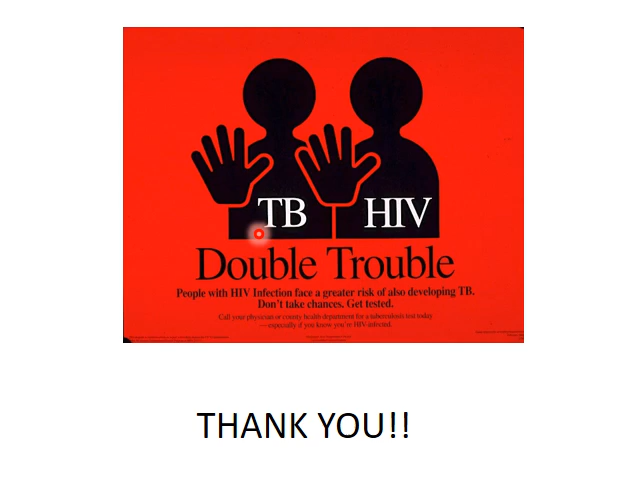 TB HIV
Double Trouble
People with HIV Infection face a greater risk of also developing TB.
Don't take chances. Get tested.
Call your physician or county health department for a tuberculosis test today
—especially if you know you're HIV-infected.
THANK YOU!!